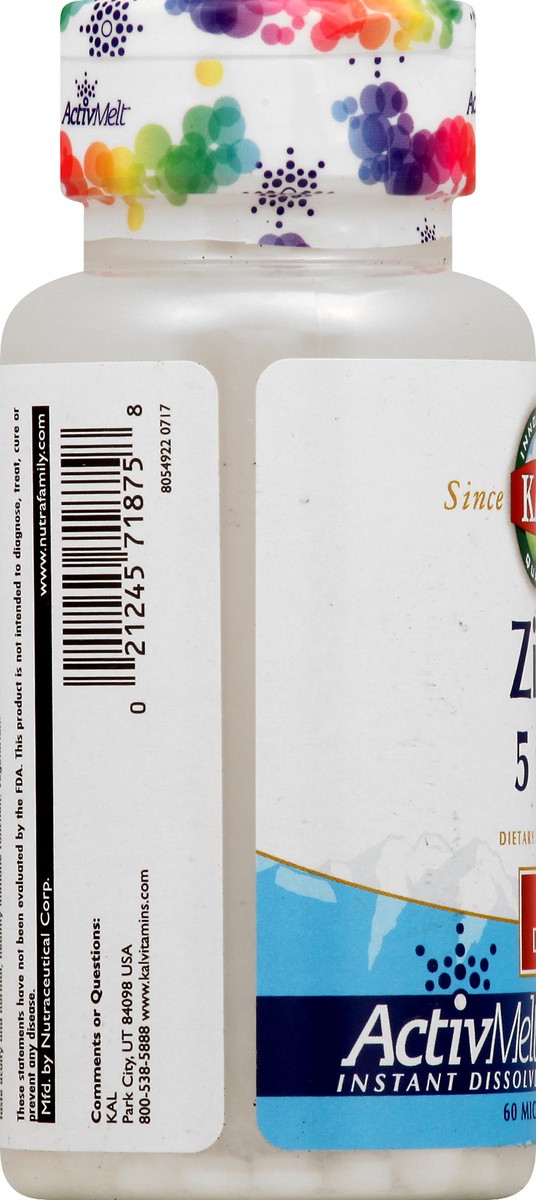 ActivMelt
These statements have not been evaluated by the FDA. This product is not intended to diagnose, treat, cure or
prevent any disease.
Mfd. by Nutraceutical Corp. www.nutrafamily.com
0 21245 71875 8
8054922 0717
Comments or Questions:
KAL
Park City, UT 84098 USA
800-538-5888 www.kalvitamins.com
Since
Zi
5
DIETARY
ActivMel
INSTANT DISSOLV
60 MIC